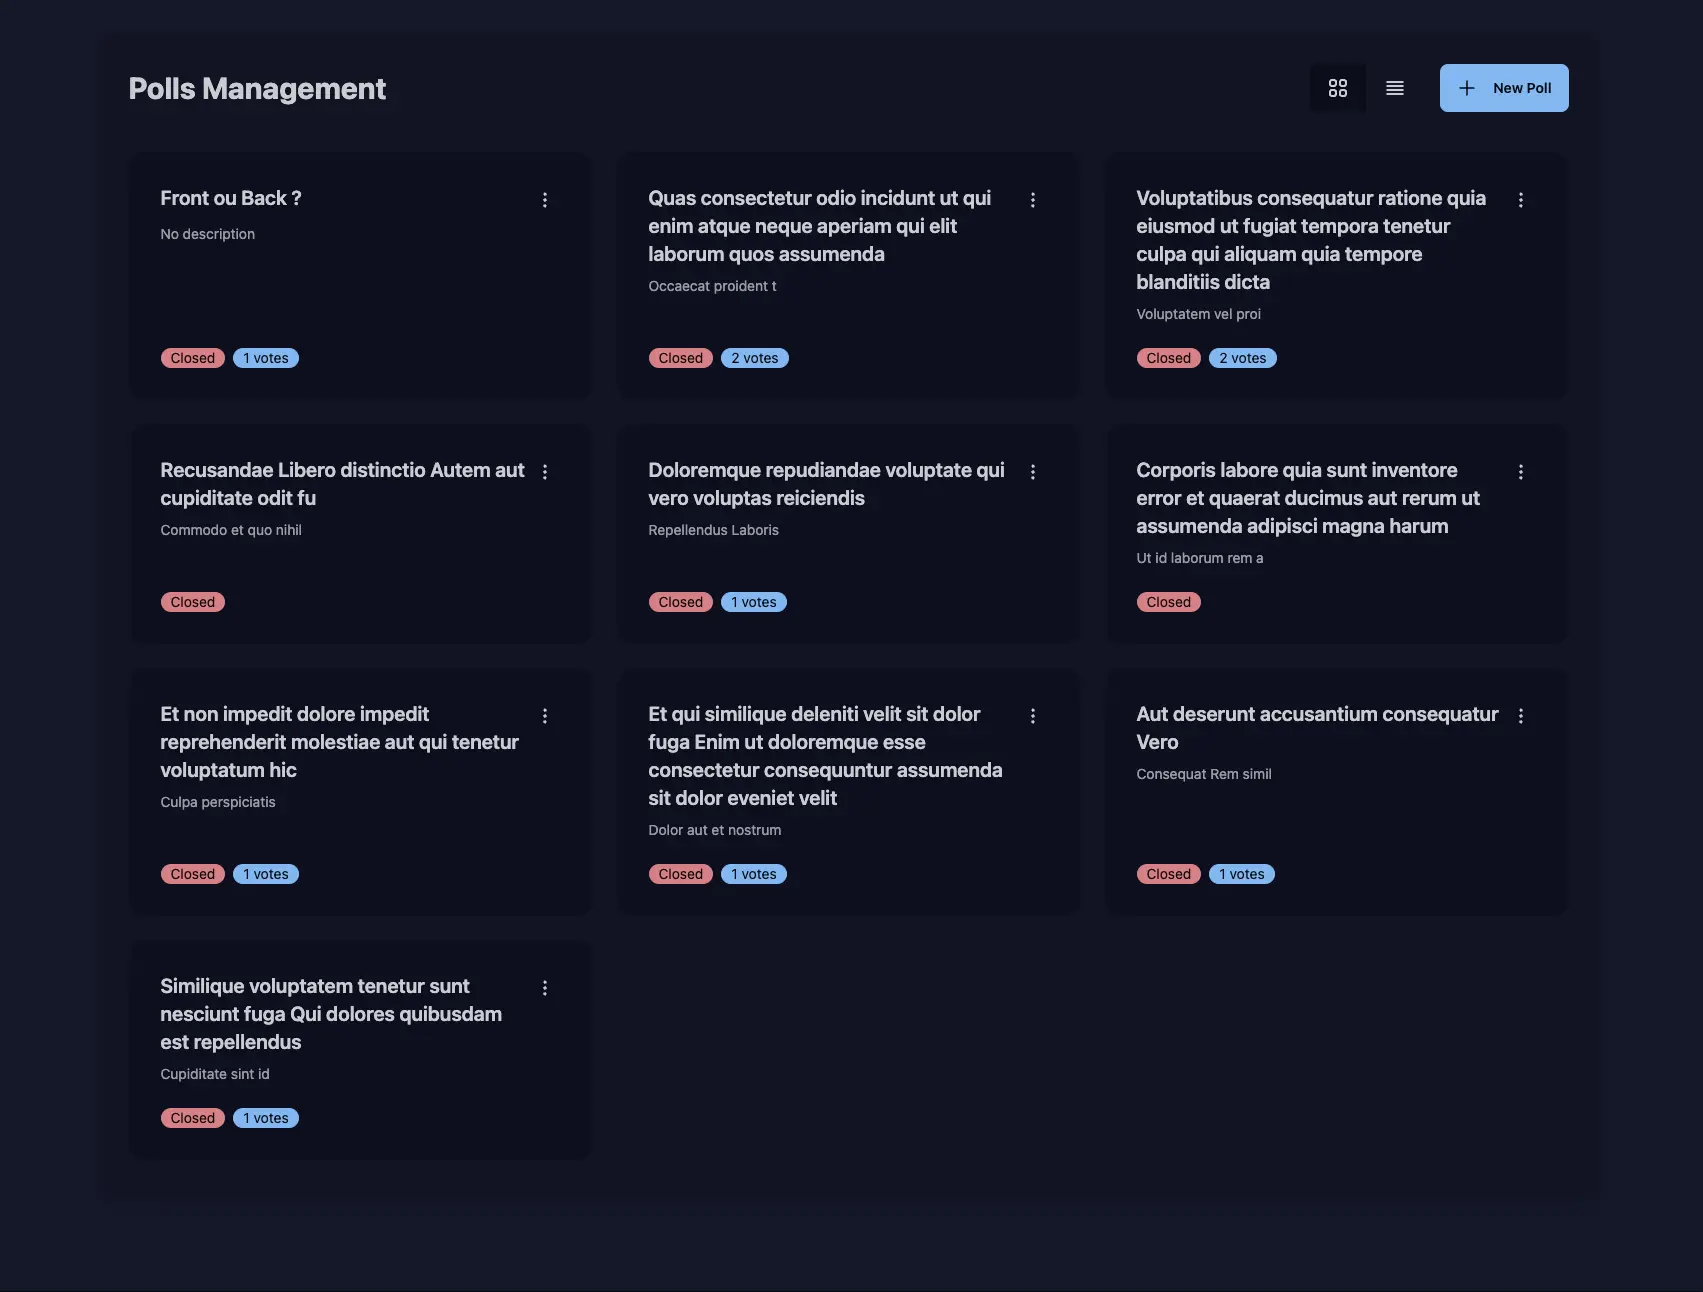 Polls Management
New Poll
Front ou Back ?
No description
Closed 1 votes
Quas consectetur odio incidunt ut qui
enim atque neque aperiam qui elit
laborum quos assumenda
Occaecat proident t
Closed 2 votes
Voluptatibus consequatur ratione quia
eiusmod ut fugiat tempora tenetur
culpa qui aliquam quia tempore
blanditiis dicta
Voluptatem vel proi
Closed 2 votes
Recusandae Libero distinctio Autem aut
cupiditate odit fu
Commodo et quo nihil
Closed
Doloremque repudiandae voluptate qui
vero voluptas reiciendis
Repellendus Laboris
Closed 1 votes
Corporis labore quia sunt inventore
error et quaerat ducimus aut rerum ut
assumenda adipisci magna harum
Ut id laborum rem a
Closed
Et non impedit dolore impedit
reprehenderit molestiae aut qui tenetur
voluptatum hic
Culpa perspiciatis
Closed 1 votes
Et qui similique deleniti velit sit dolor
fuga Enim ut doloremque esse
consectetur consequuntur assumenda
sit dolor eveniet velit
Dolor aut et nostrum
Closed 1 votes
Aut deserunt accusantium consequatur
Vero
Consequat Rem simil
Closed 1 votes
Similique voluptatem tenetur sunt
nesciunt fuga Qui dolores quibusdam
est repellendus
Cupiditate sint id
Closed 1 votes